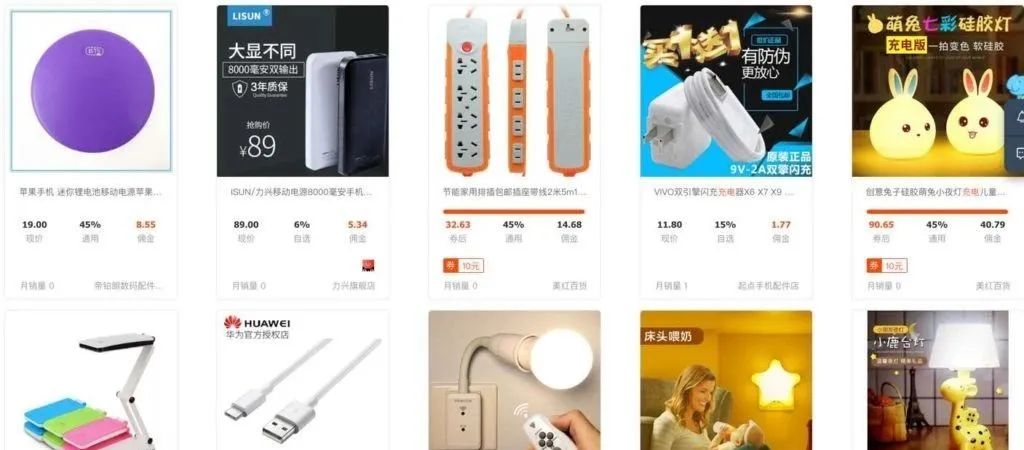 LISUN
大显不同
8000毫安双输出
3年质保
Quality Guarantee
抢购价
¥89
买1送1
有防伪
更放心
全国包邮
原装正品
9V-2A双擎闪充
萌兔七彩硅胶灯
充电版 一拍变色 软硅胶
苹果手机 迷你锂电池移动电源苹果...
lSUN/力兴移动电源8000毫安手机...
节能家用排插包邮插座带线2米5m1...
VIVO双引擎闪充充电器X6 X7 X9 ...
创意兔子硅胶萌兔小夜灯充电儿童...
19.00 45% 8.55
现价 通用 佣金
89.00 6% 5.34
现价 自选 佣金
32.63 45% 14.68
券后 通用 佣金
11.80 15% 1.77
现价 自选 佣金
90.65 45% 40.79
券后 通用 佣金
券 10元
券 10元
月销量 0 帝铂朗数码配件...
月销量 0 力兴旗舰店
月销量 0 美红百货
月销量 1 起点手机配件店
月销量 0 美红百货
HUAWEI
华为官方授权店
床头喂奶
小鹿台灯